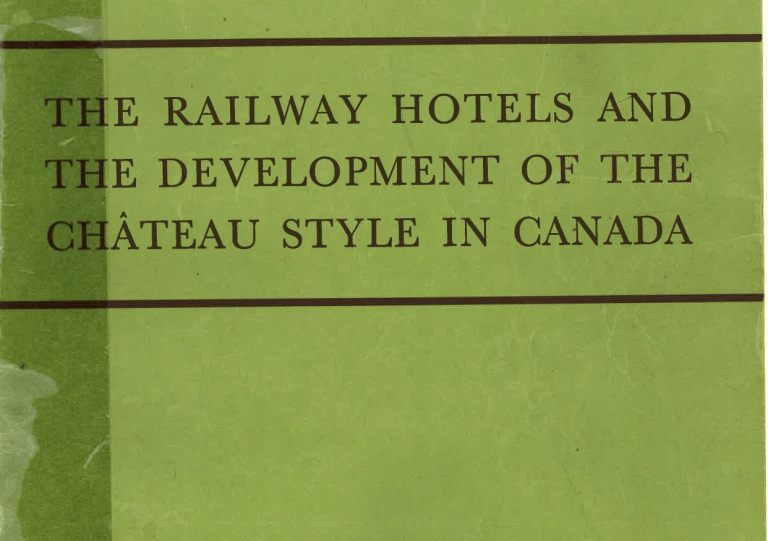 THE RAILWAY HOTELS AND
THE DEVELOPMENT OF THE
CHÂTEAU STYLE IN CANADA